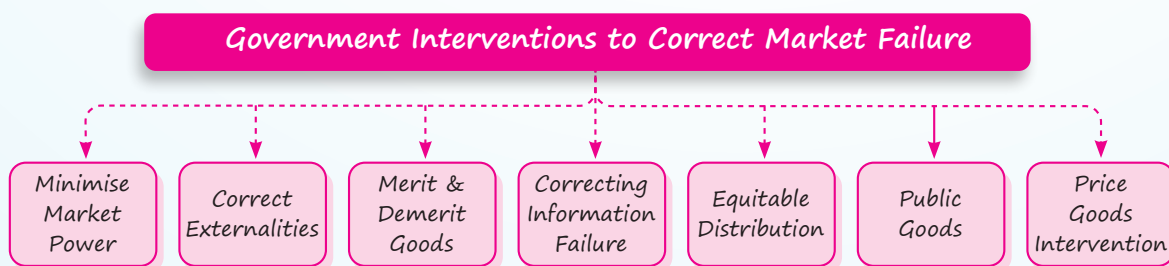 Government Interventions to Correct Market Failure
Minimise
Market
Power
Correct
Externalities
Merit &
Demerit
Goods
Correcting
Information
Failure
Equitable
Distribution
Public
Goods
Price
Goods
Intervention